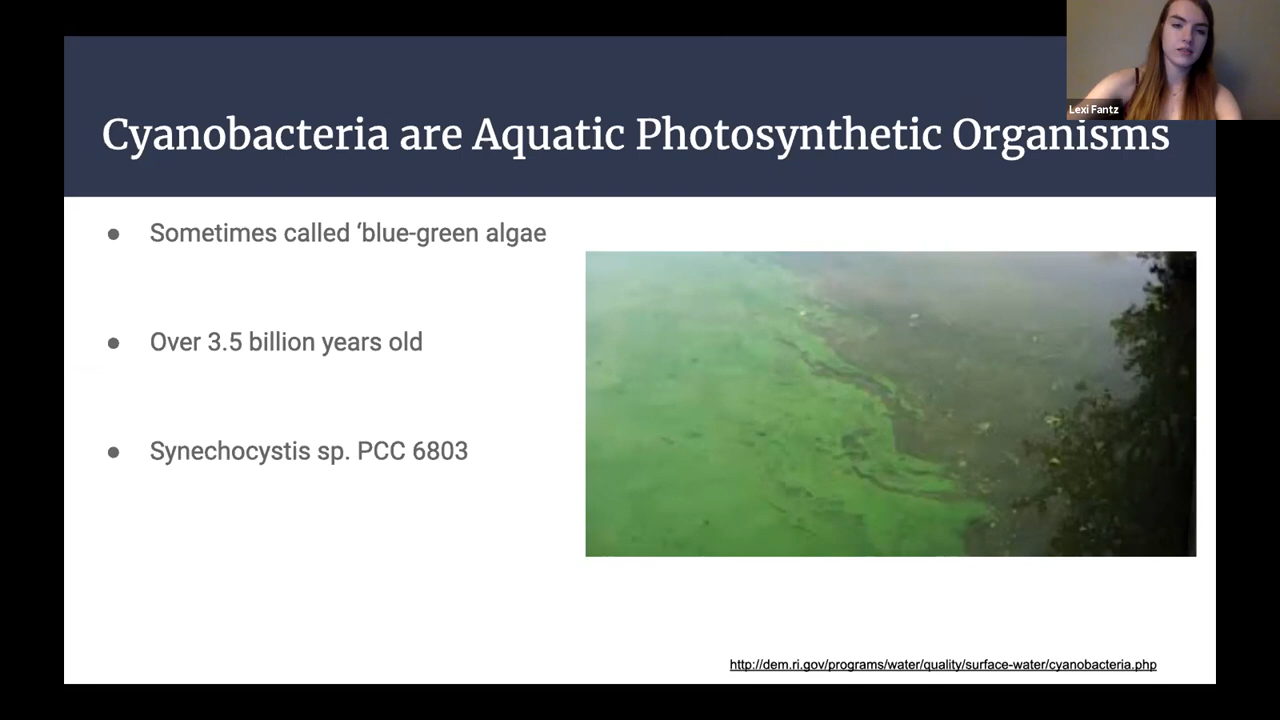 Lexi Fantz
Cyanobacteria are Aquatic Photosynthetic Organisms
● Sometimes called ‘blue-green algae
● Over 3.5 billion years old
● Synechocystis sp. PCC 6803
http://dem.ri.gov/programs/water/quality/surface-water/cyanobacteria.php